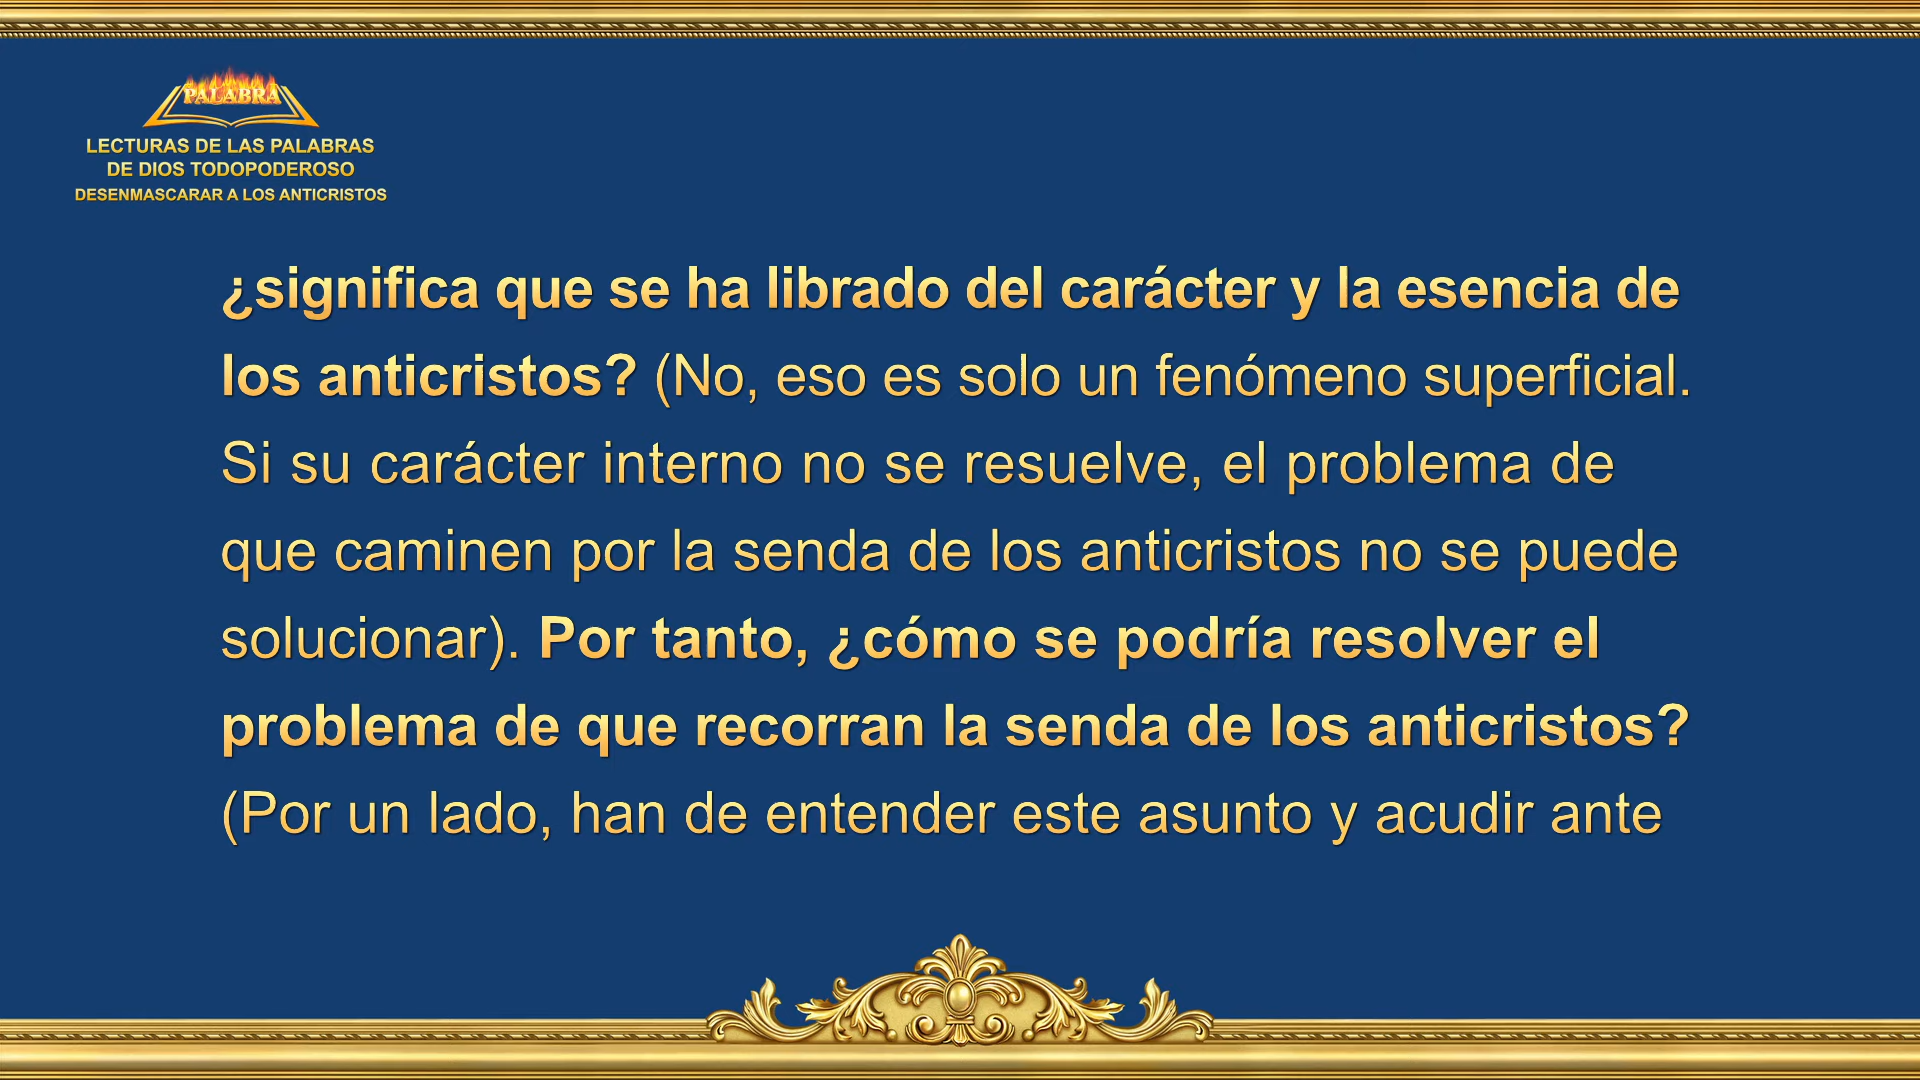 PALABRA
LECTURAS DE LAS PALABRAS
DE DIOS TODOPODEROSO
DESENMASCARAR A LOS ANTICRISTOS
¿significa que se ha librado del carácter y la esencia de
los anticristos? (No, eso es solo un fenómeno superficial.
Si su carácter interno no se resuelve, el problema de
que caminen por la senda de los anticristos no se puede
solucionar). Por tanto, ¿cómo se podría resolver el
problema de que recorran la senda de los anticristos?
(Por un lado, han de entender este asunto y acudir ante